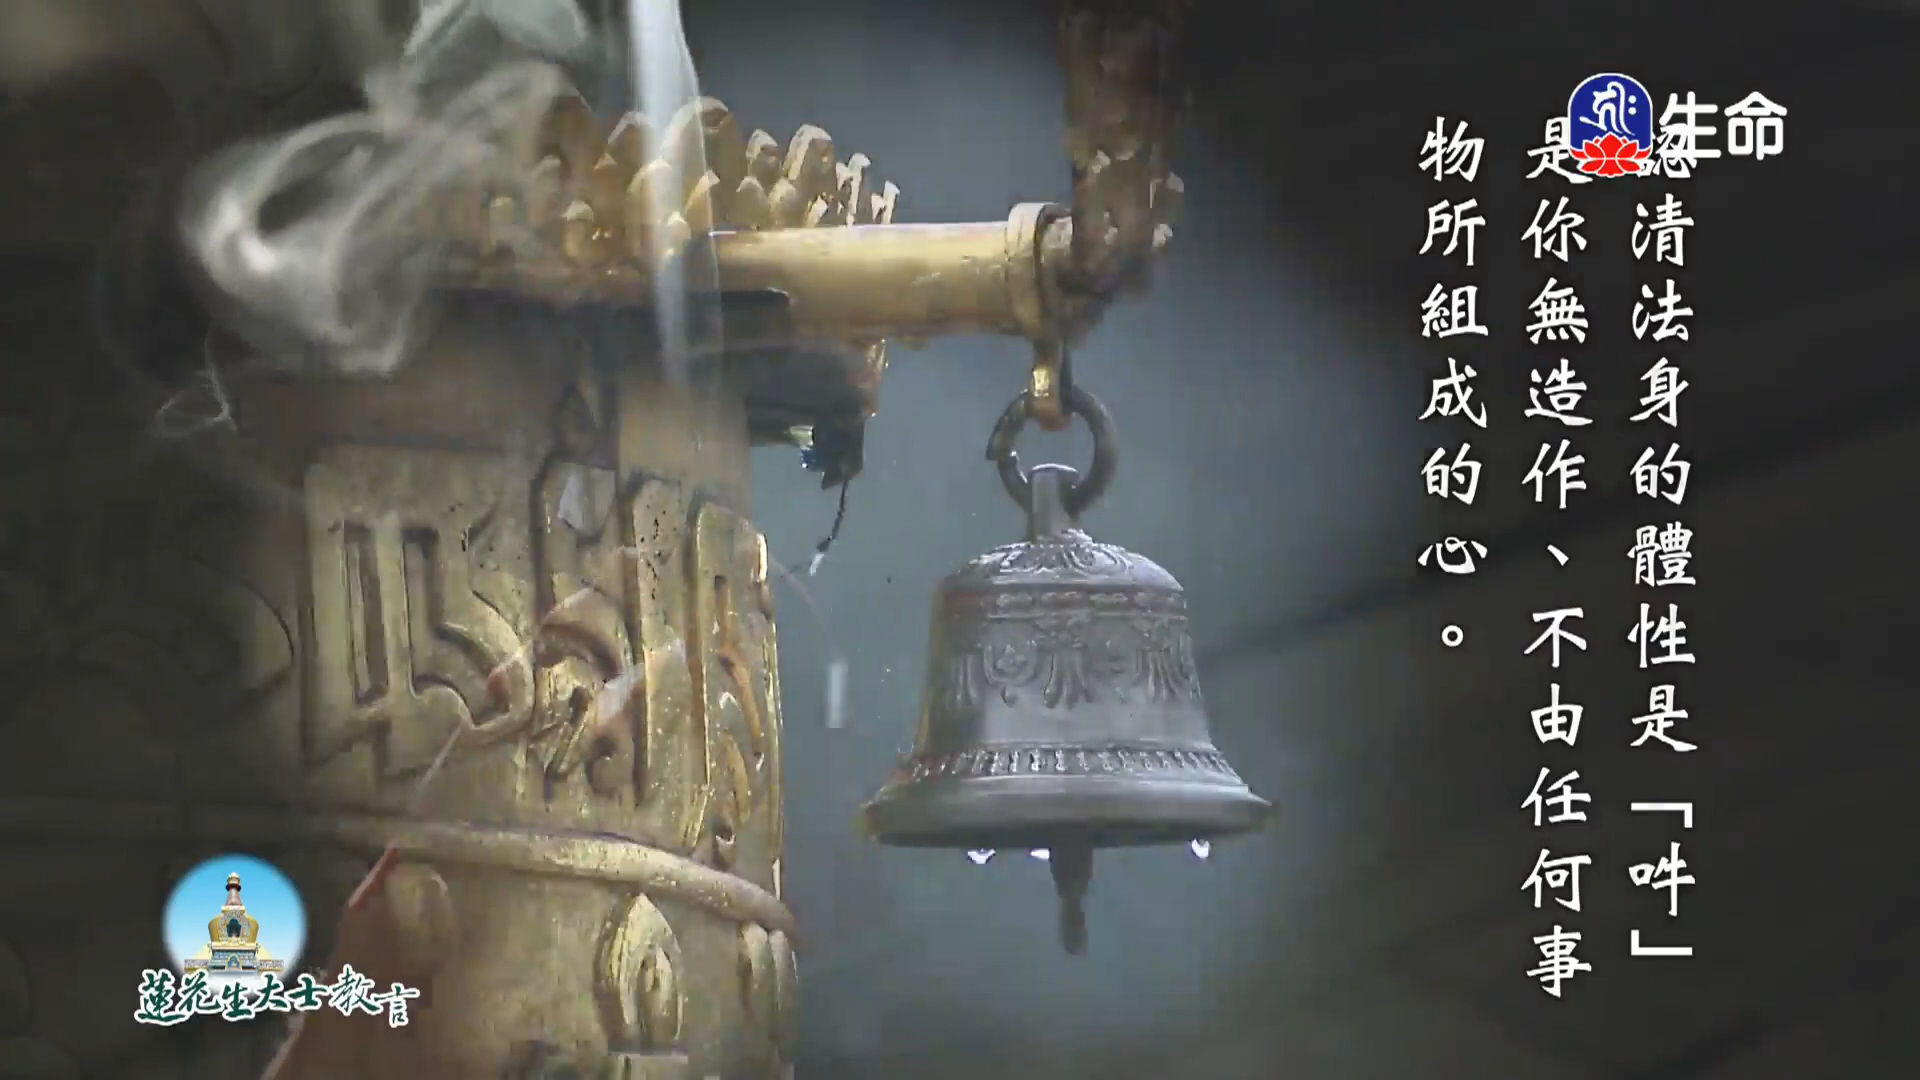 認清法身的體性是「吽」
是你無造作、不由任何事
物所組成的心。
生命
蓮花生大士教言